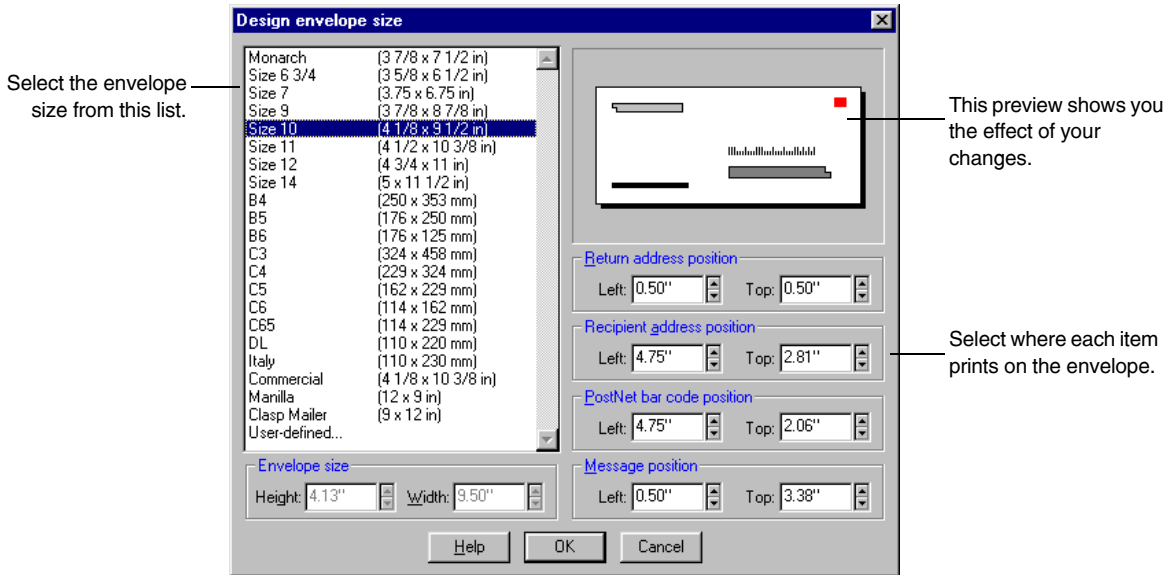 Design envelope size
Select the envelope
size from this list.
Monarch (3 7/8 x 7 1/2 in)
Size 6 3/4 (3 5/8 x 6 1/2 in)
Size 7 (3.75 x 6.75 in)
Size 9 (3 7/8 x 8 7/8 in)
Size 10 (4 1/8 x 9 1/2 in)
Size 11 (4 1/2 x 10 3/8 in)
Size 12 (4 3/4 x 11 in)
Size 14 (5 x 11 1/2 in)
B4 (250 x 353 mm)
B5 (176 x 250 mm)
B6 (176 x 125 mm)
C3 (324 x 458 mm)
C4 (229 x 324 mm)
C5 (162 x 229 mm)
C6 (114 x 162 mm)
C65 (114 x 229 mm)
DL (110 x 220 mm)
Italy (110 x 230 mm)
Commercial (4 1/8 x 10 3/8 in)
Manilla (12 x 9 in)
Clasp Mailer (9 x 12 in)
User-defined...
Envelope size
Height: 4.13'' Width: 9.50''
This preview shows you
the effect of your
changes.
Return address position
Left: 0.50'' Top: 0.50''
Recipient address position
Left: 4.75'' Top: 2.81''
PostNet bar code position
Left: 4.75'' Top: 2.06''
Message position
Left: 0.50'' Top: 3.38''
Select where each item
prints on the envelope.
Help OK Cancel